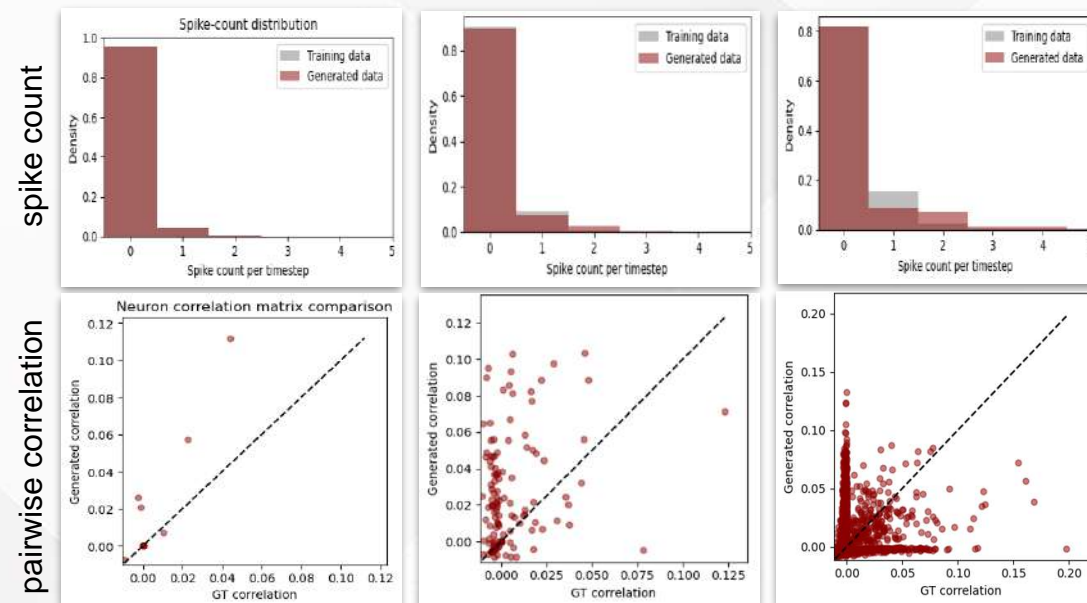 spike count
Spike-count distribution
Density
1.0
0.8
0.6
0.4
0.2
0.0
Training data
Generated data
0 1 2 3 4 5
Spike count per timestep
Density
0.8
0.6
0.4
0.2
0.0
Training data
Generated data
0 1 2 3 4 5
Spike count per timestep
Density
0.8
0.6
0.4
0.2
0.0
Training data
Generated data
0 1 2 3 4
Spike count per timestep
pairwise correlation
Neuron correlation matrix comparison
Generated correlation
0.12
0.10
0.08
0.06
0.04
0.02
0.00
0.00 0.02 0.04 0.06 0.08 0.10 0.12
GT correlation
Generated correlation
0.12
0.10
0.08
0.06
0.04
0.02
0.00
0.000 0.025 0.050 0.075 0.100 0.125
GT correlation
Generated correlation
0.20
0.15
0.10
0.05
0.00
0.00 0.05 0.10 0.15 0.20
GT correlation